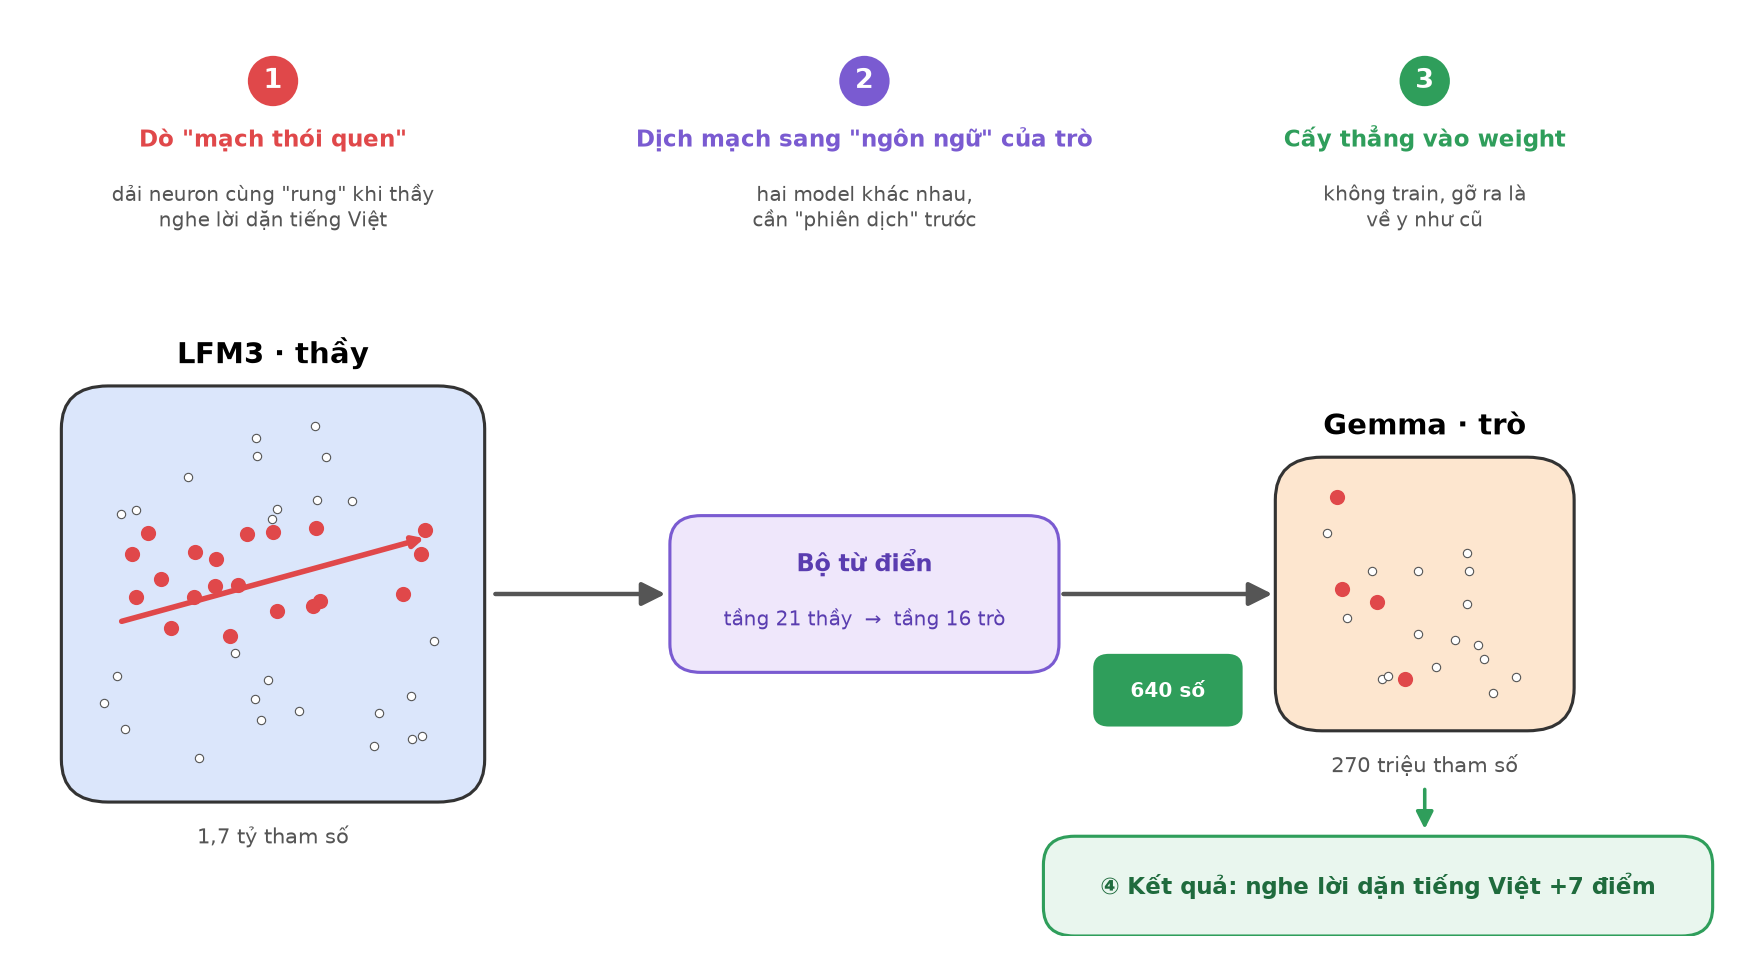 1
Dò "mạch thói quen"
dải neuron cùng "rung" khi thầy
nghe lời dặn tiếng Việt
2
Dịch mạch sang "ngôn ngữ" của trò
hai model khác nhau,
cần "phiên dịch" trước
3
Cấy thẳng vào weight
không train, gỡ ra là
về y như cũ
LFM3 · thầy
1,7 tỷ tham số
Bộ từ điển
tầng 21 thầy → tầng 16 trò
640 số
Gemma · trò
270 triệu tham số
④ Kết quả: nghe lời dặn tiếng Việt +7 điểm